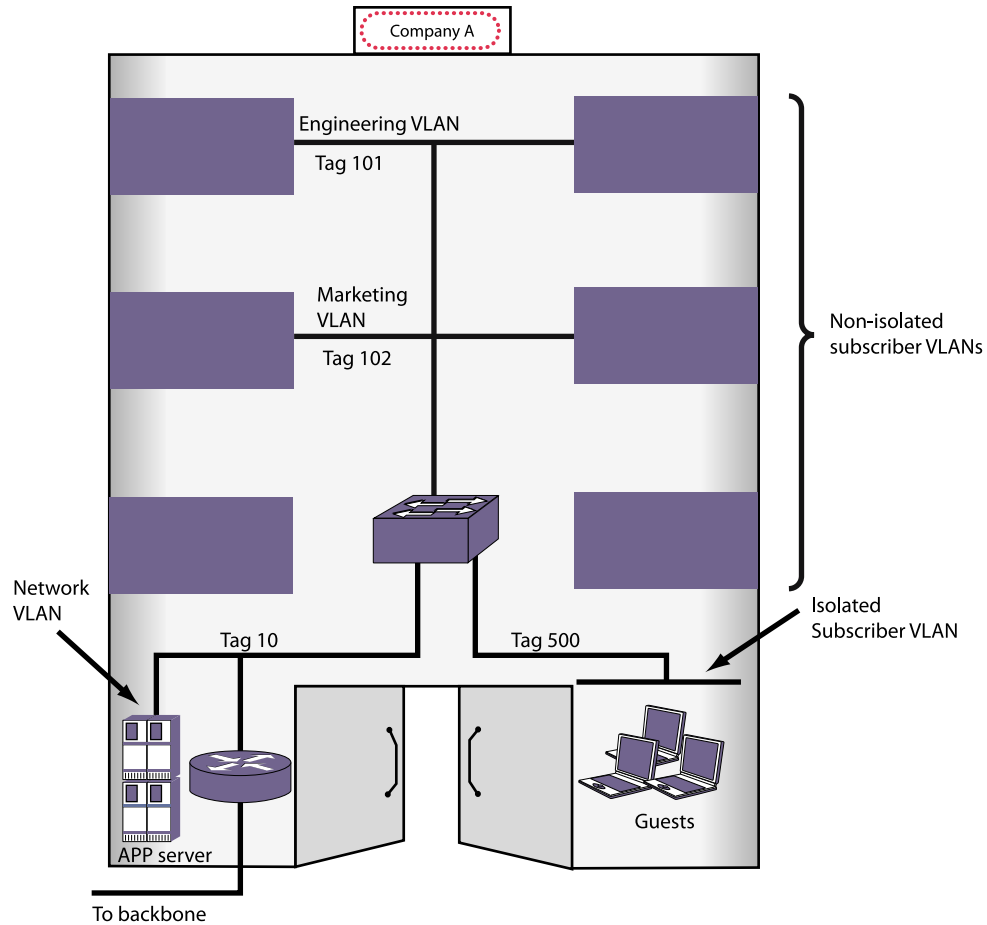 Company A
Engineering VLAN
Tag 101
Marketing
VLAN
Tag 102
Non-isolated
subscriber VLANs
Network
VLAN
Isolated
Subscriber VLAN
Tag 10
Tag 500
Guests
APP server
To backbone